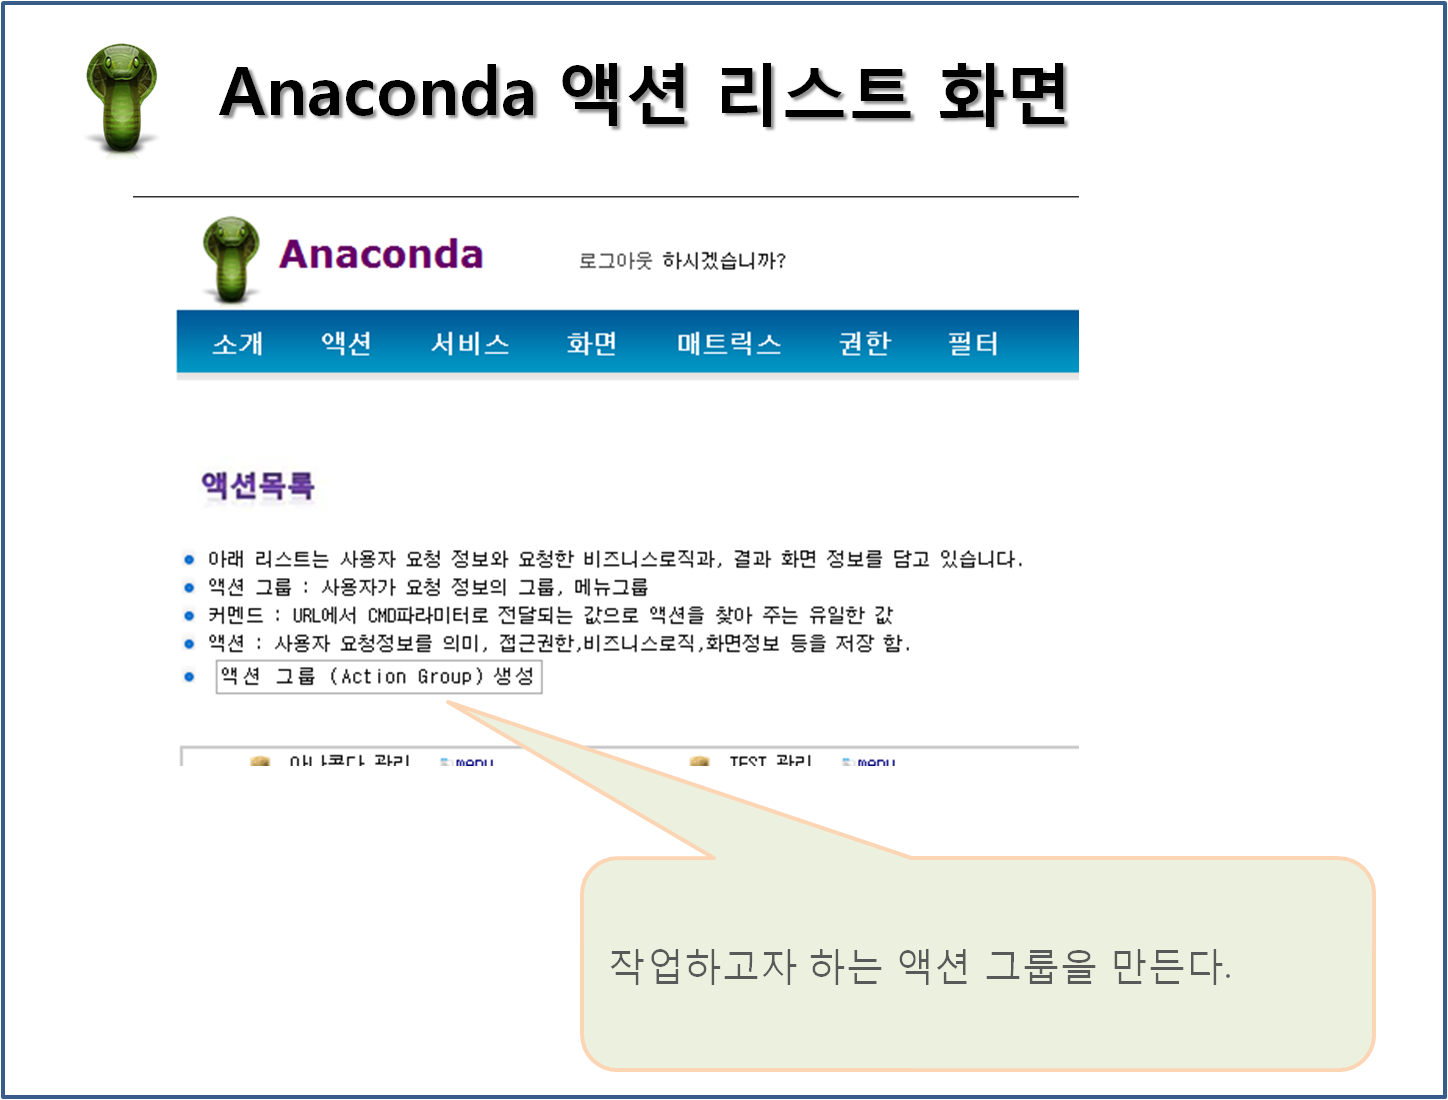 Anaconda 액션 리스트 화면
Anaconda 로그아웃 하시겠습니까?
소개 액션 서비스 화면 매트릭스 권한 필터
액션목록
아래 리스트는 사용자 요청 정보와 요청한 비즈니스로직과, 결과 화면 정보를 담고 있습니다.
액션 그룹 : 사용자가 요청 정보의 그룹, 메뉴그룹
커멘드 : URL에서 CMD파라미터로 전달되는 값으로 액션을 찾아 주는 유일한 값
액션 : 사용자 요청정보를 의미, 접근권한,비즈니스로직,화면정보 등을 저장 함.
액션 그룹 (Action Group) 생성
아나콘다 관리 menu TEST 관리 menu
작업하고자 하는 액션 그룹을 만든다.